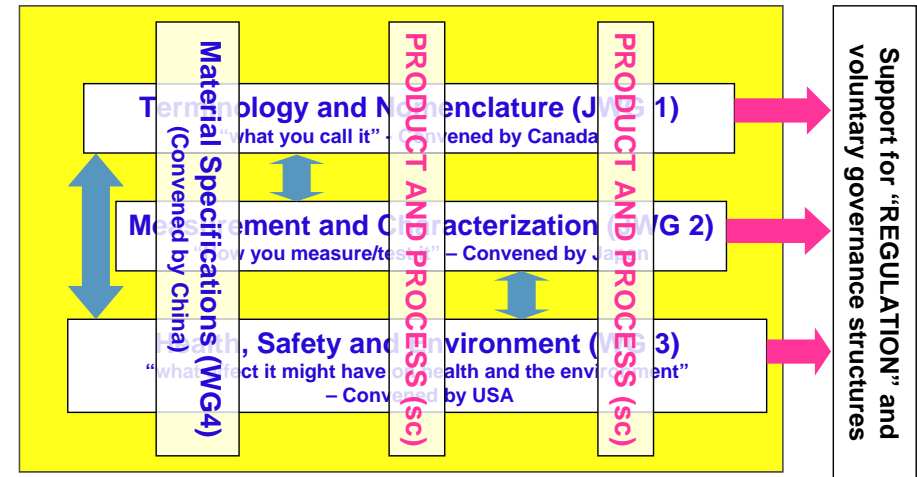 Material Specifications (WG4)
(Convened by China)
PRODUCT AND PROCESS (sc)
PRODUCT AND PROCESS (sc)
Terminology and Nomenclature (JWG 1)
“what you call it” - Convened by Canada
Measurement and Characterization (JWG 2)
“how you measure/test it” – Convened by Japan
Health, Safety and Environment (WG 3)
“what effect it might have on health and the environment”
– Convened by USA
Support for “REGULATION” and
voluntary governance structures